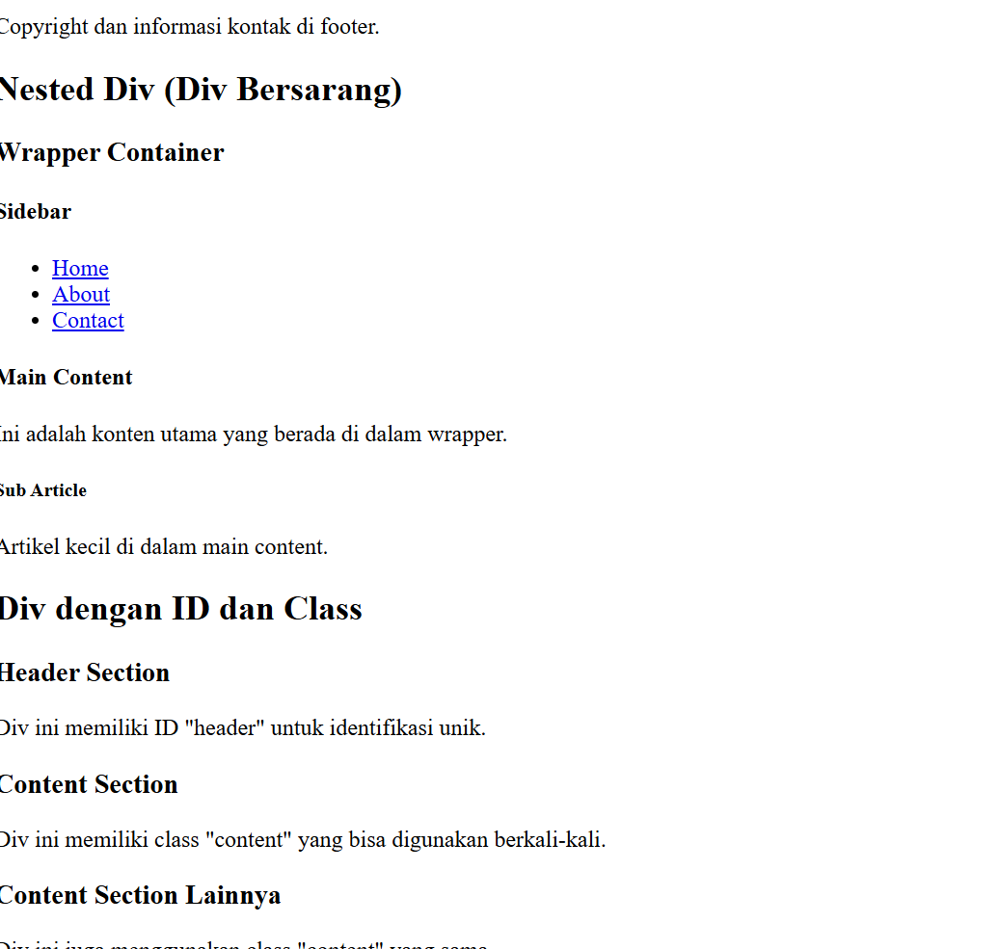 Copyright dan informasi kontak di footer.
Nested Div (Div Bersarang)
Wrapper Container
Sidebar
Home
About
Contact
Main Content
Ini adalah konten utama yang berada di dalam wrapper.
Sub Article
Artikel kecil di dalam main content.
Div dengan ID dan Class
Header Section
Div ini memiliki ID "header" untuk identifikasi unik.
Content Section
Div ini memiliki class "content" yang bisa digunakan berkali-kali.
Content Section Lainnya
Div ini juga menggunakan class "content" yang sama.